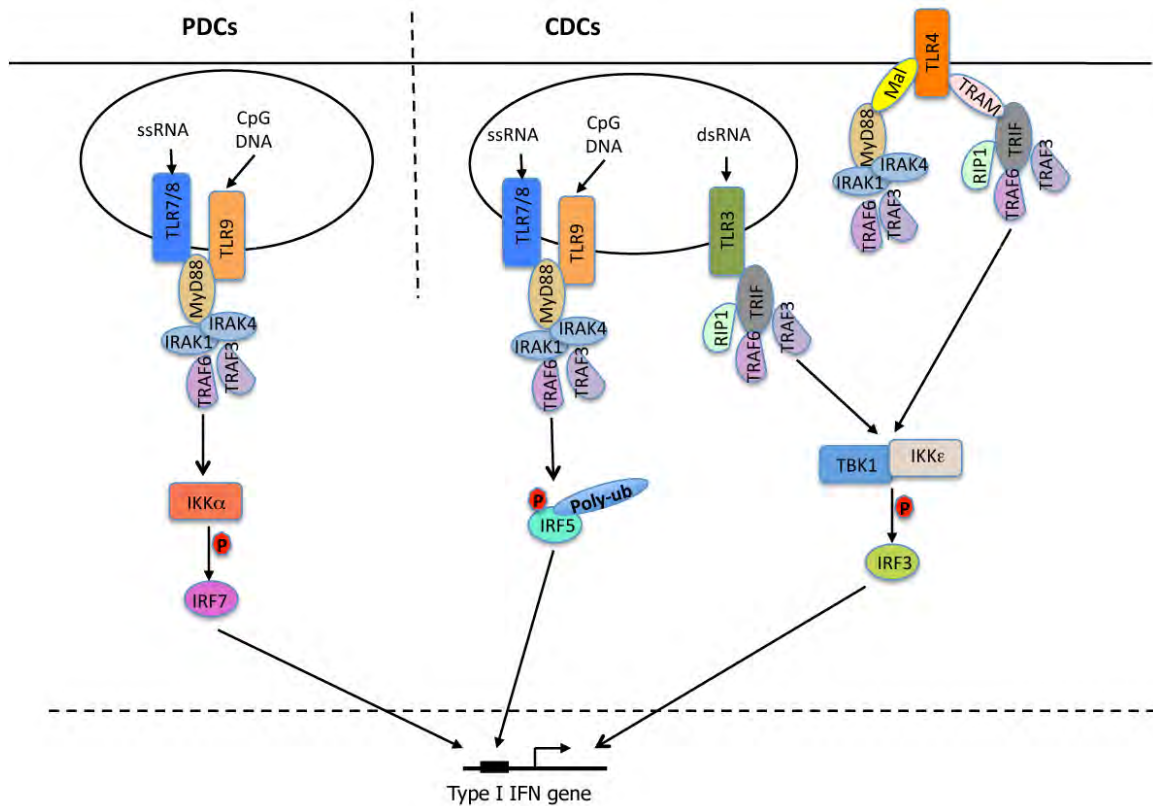 PDCs
CDCs
ssRNA
CpG
DNA
TLR7/8
TLR9
MyD88
IRAK4
IRAK1
TRAF6
TRAF3
IKKα
P
IRF7
ssRNA
CpG
DNA
dsRNA
TLR7/8
TLR9
TLR3
MyD88
IRAK4
IRAK1
TRAF6
TRAF3
P
Poly-ub
IRF5
TRIF
RIP1
TRAF6
TRAF3
TLR4
Mal
TRAM
MyD88
IRAK4
IRAK1
TRAF6
TRAF3
TRIF
RIP1
TRAF6
TRAF3
TBK1
IKKε
P
IRF3
Type I IFN gene